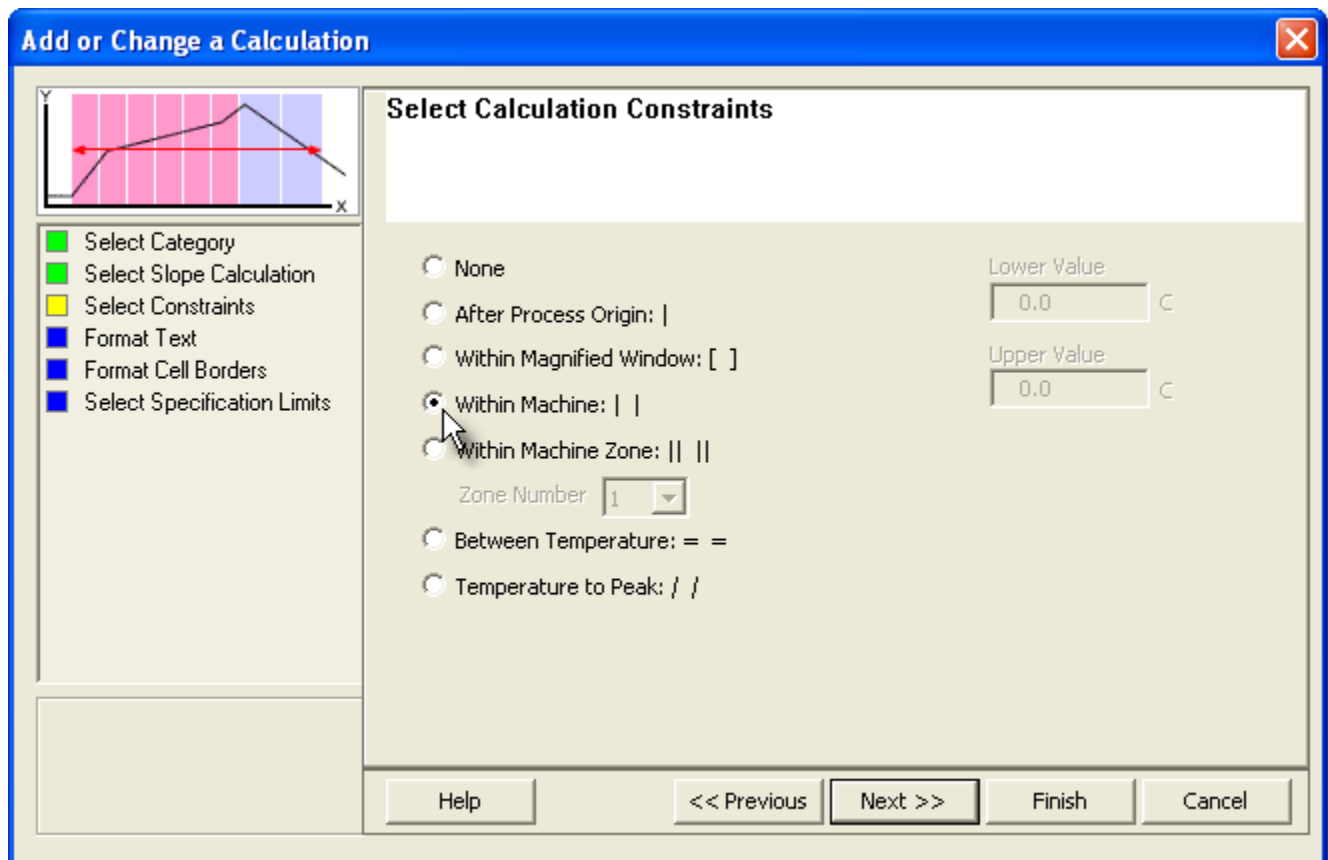 Add or Change a Calculation
Y
X
Select Category
Select Slope Calculation
Select Constraints
Format Text
Format Cell Borders
Select Specification Limits
Select Calculation Constraints
None
After Process Origin: |
Within Magnified Window: [ ]
Within Machine: | |
Within Machine Zone: || ||
Zone Number 1
Between Temperature: = =
Temperature to Peak: / /
Lower Value
0.0 C
Upper Value
0.0 C
Help << Previous Next >> Finish Cancel